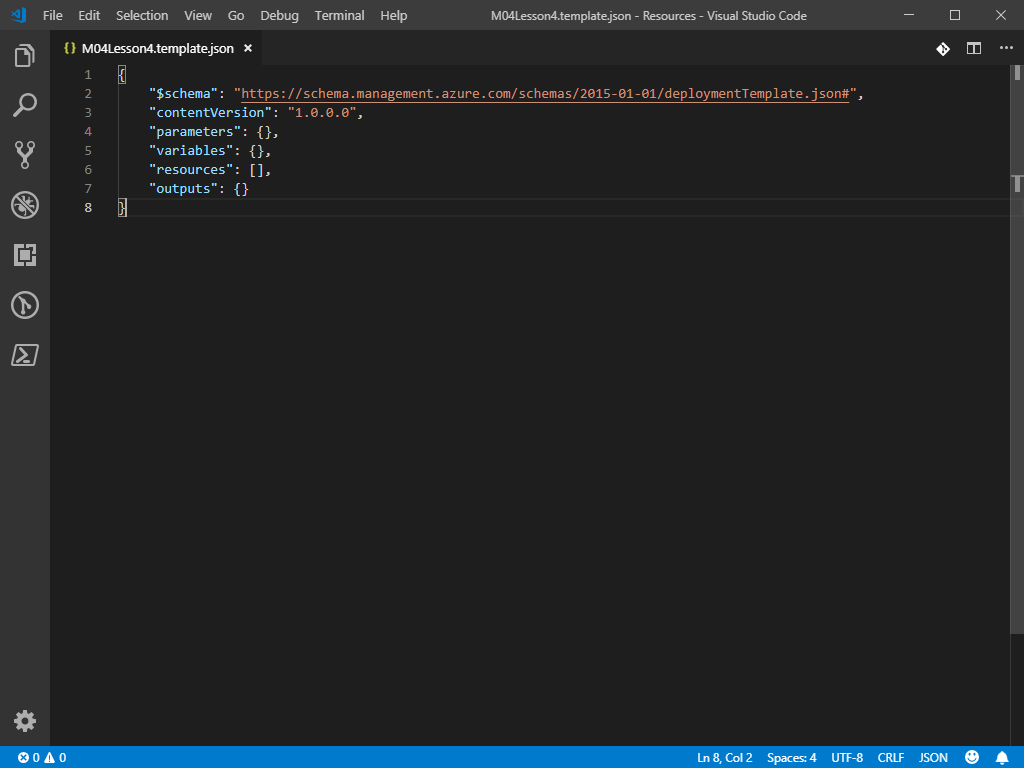 File Edit Selection View Go Debug Terminal Help M04Lesson4.template.json - Resources - Visual Studio Code
{} M04Lesson4.template.json ×
1 {
2 "$schema": "https://schema.management.azure.com/schemas/2015-01-01/deploymentTemplate.json#",
3 "contentVersion": "1.0.0.0",
4 "parameters": {},
5 "variables": {},
6 "resources": [],
7 "outputs": {}
8 }
0 0 Ln 8, Col 2 Spaces: 4 UTF-8 CRLF JSON